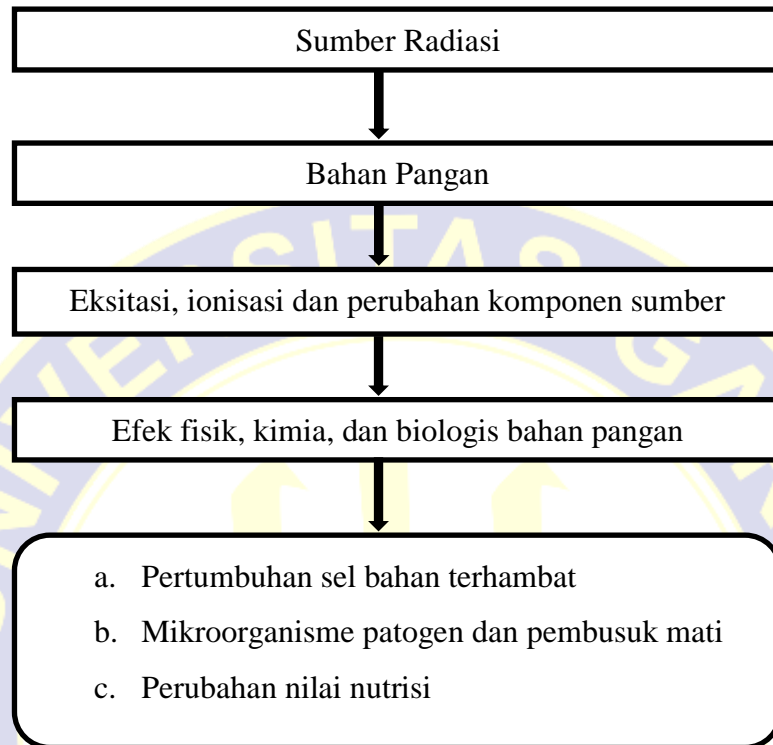 Sumber Radiasi
Bahan Pangan
Eksitasi, ionisasi dan perubahan komponen sumber
Efek fisik, kimia, dan biologis bahan pangan
a. Pertumbuhan sel bahan terhambat
b. Mikroorganisme patogen dan pembusuk mati
c. Perubahan nilai nutrisi